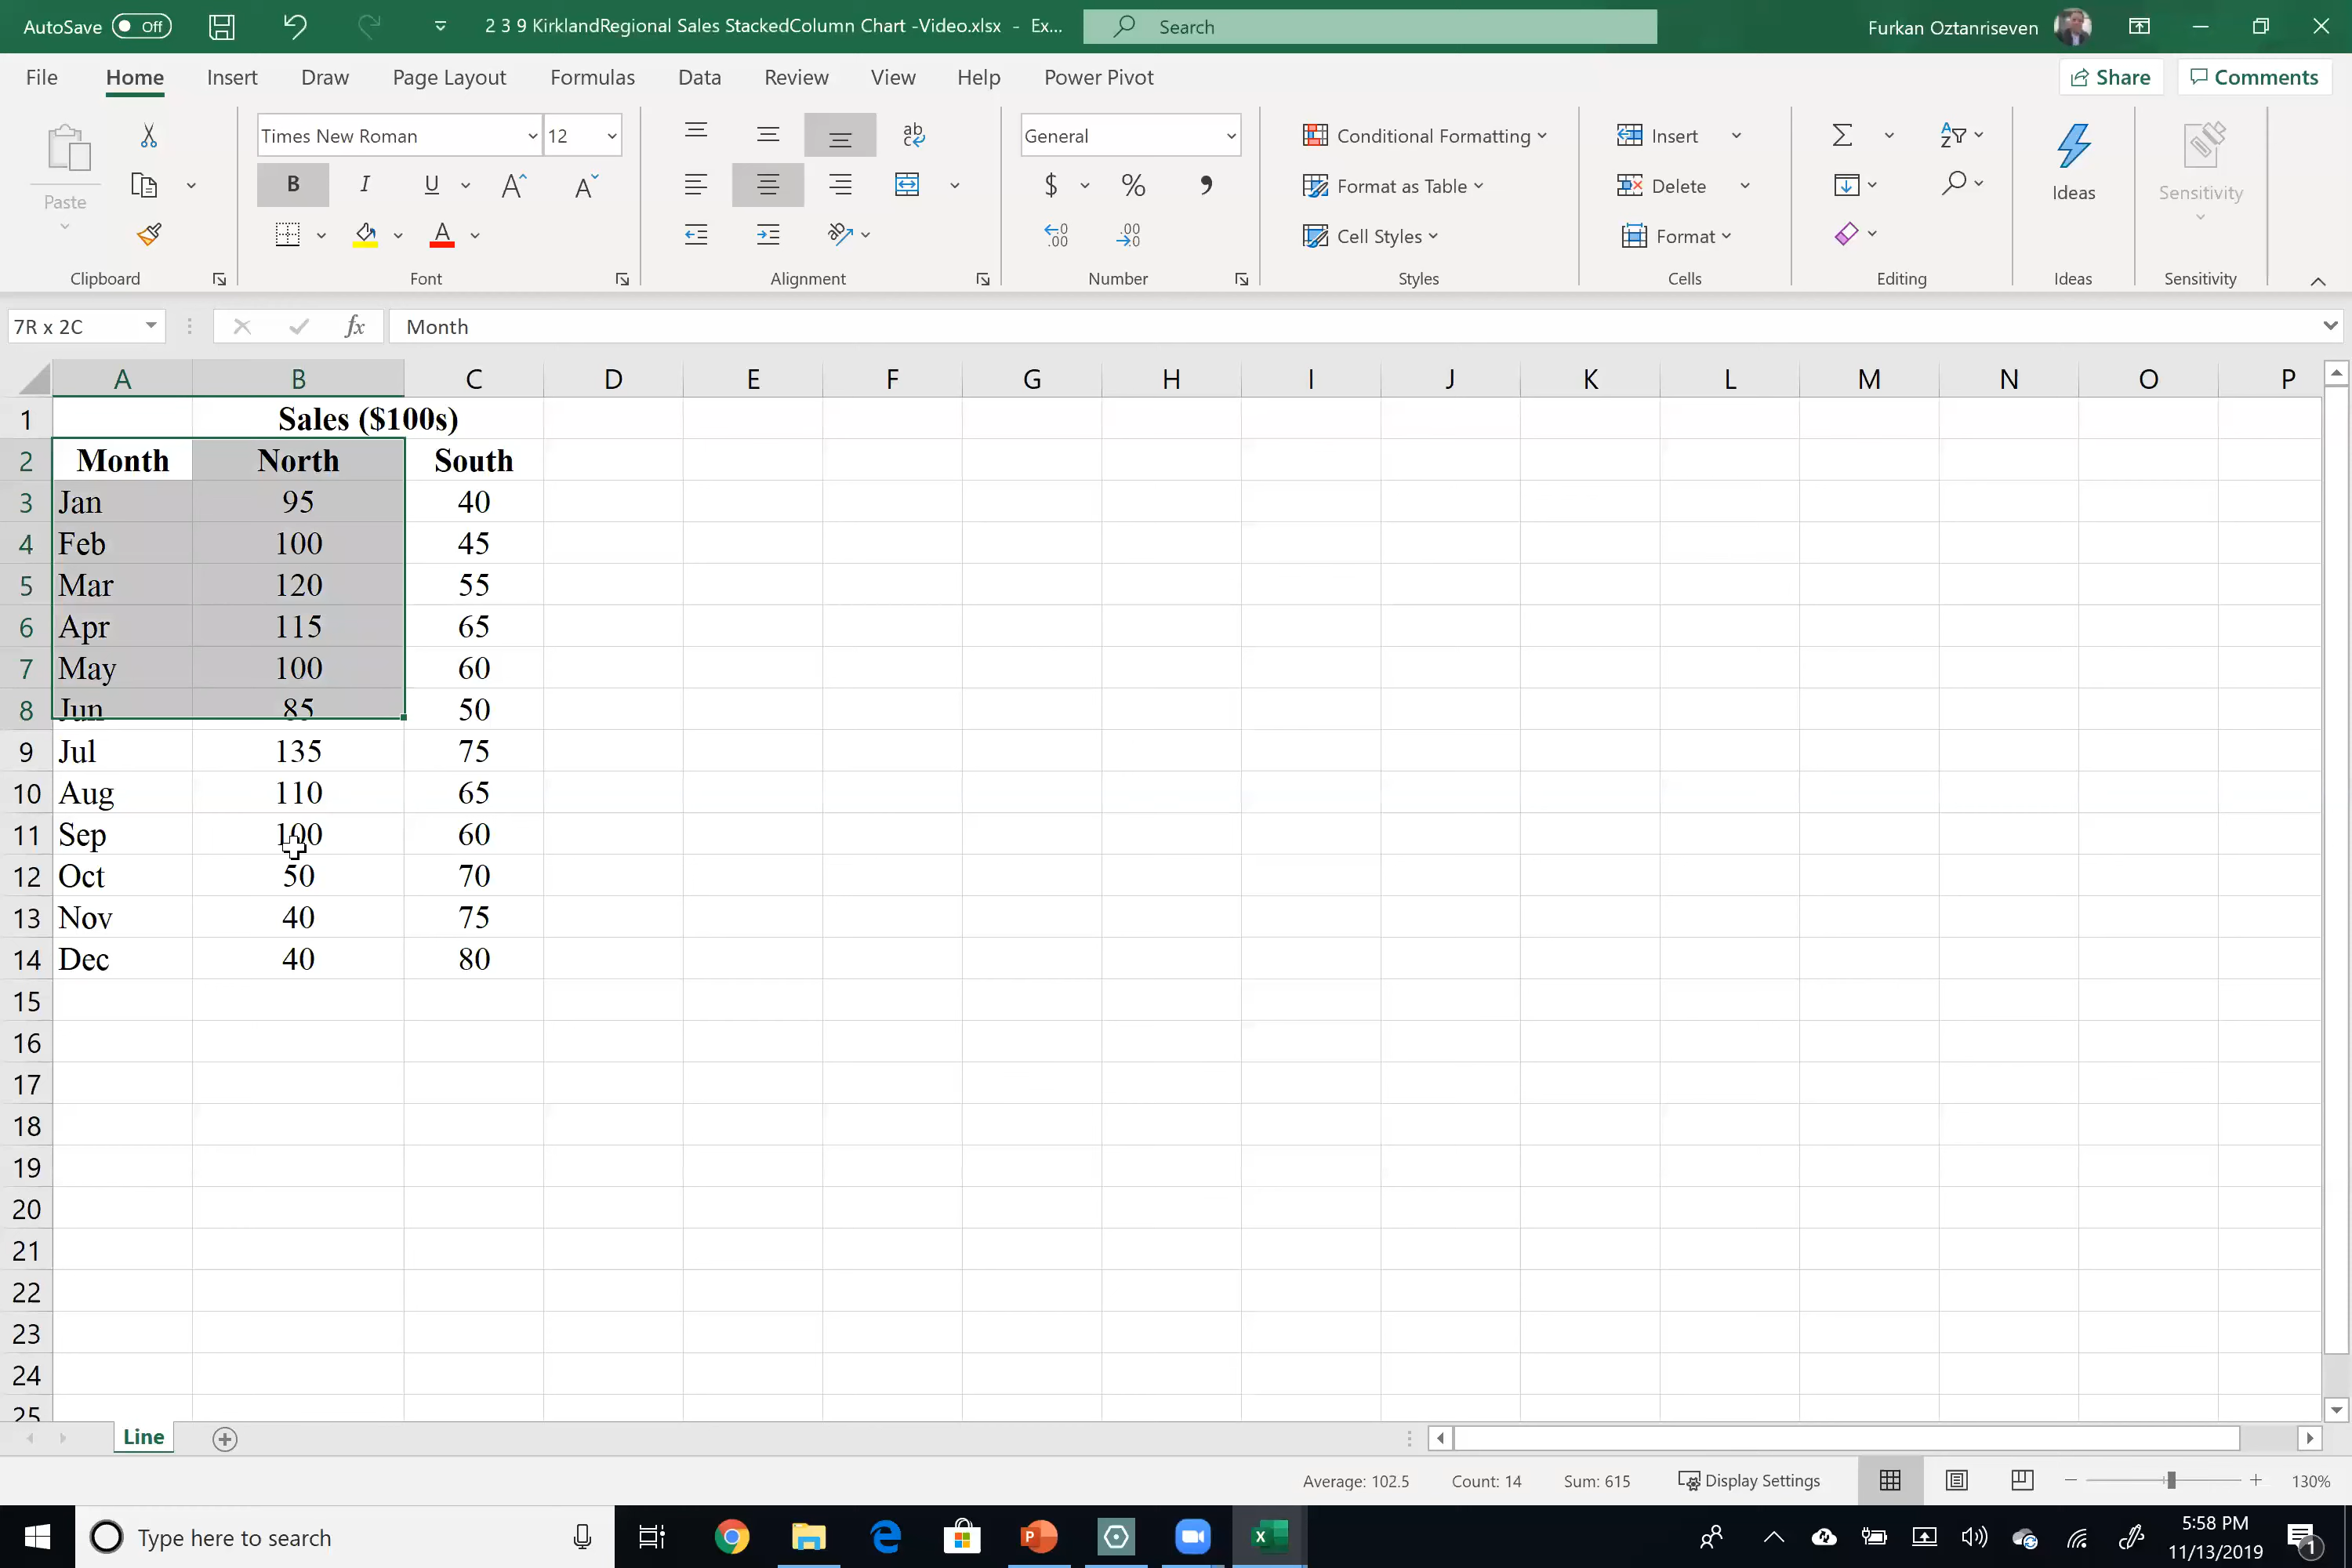 AutoSave Off 2 3 9 KirklandRegional Sales StackedColumn Chart -Video.xlsx - Ex... Search Furkan Oztanriseven
File Home Insert Draw Page Layout Formulas Data Review View Help Power Pivot Share Comments
Paste Times New Roman 12 General Conditional Formatting Insert
B I U $ % Format as Table Delete Ideas Sensitivity
A Cell Styles Format
Clipboard Font Alignment Number Styles Cells Editing Ideas Sensitivity
7R x 2C fx Month
A B C D E F G H I J K L M N O P
1 Sales ($100s)
2 Month North South
3 Jan 95 40
4 Feb 100 45
5 Mar 120 55
6 Apr 115 65
7 May 100 60
8 Jun 85 50
9 Jul 135 75
10 Aug 110 65
11 Sep 100 60
12 Oct 50 70
13 Nov 40 75
14 Dec 40 80
15
16
17
18
19
20
21
22
23
24
25
Line
Average: 102.5 Count: 14 Sum: 615 Display Settings 130%
Type here to search 5:58 PM
11/13/2019 1